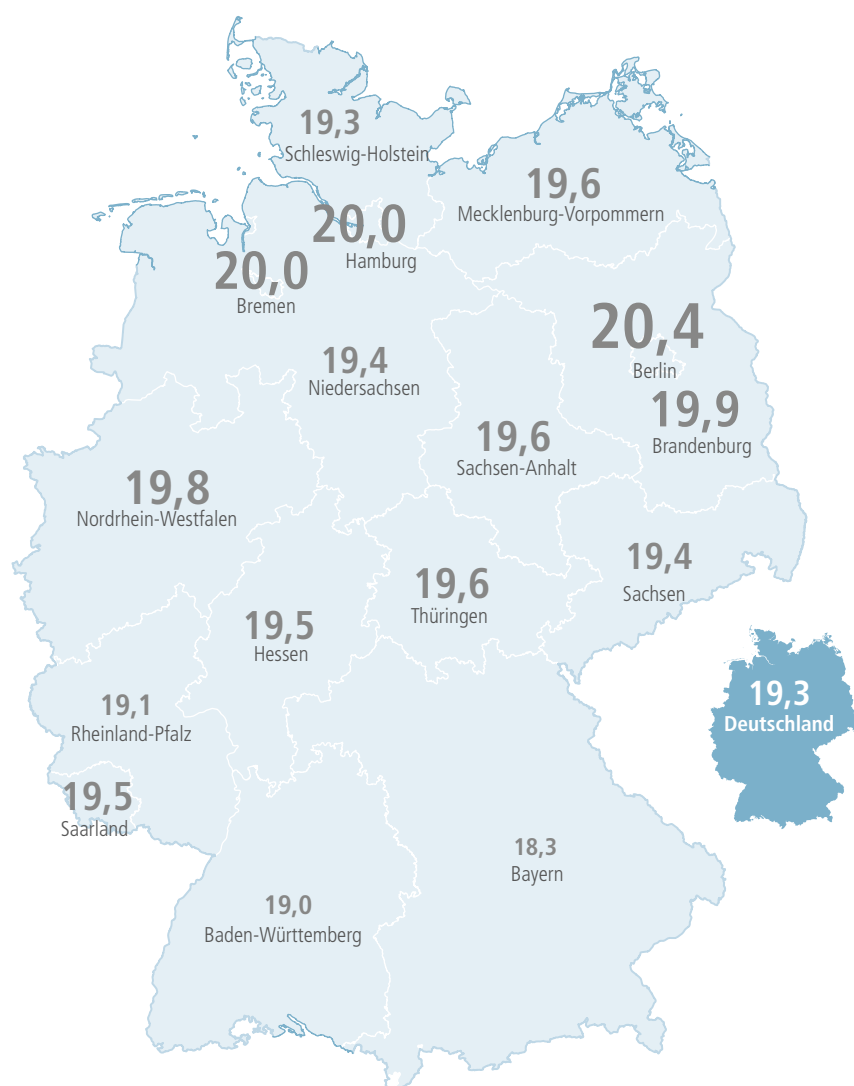 19,3
Schleswig-Holstein
19,6
Mecklenburg-Vorpommern
20,0
Hamburg
20,0
Bremen
20,4
Berlin
19,4
Niedersachsen
19,9
Brandenburg
19,6
Sachsen-Anhalt
19,8
Nordrhein-Westfalen
19,4
Sachsen
19,6
Thüringen
19,5
Hessen
19,3
Deutschland
19,1
Rheinland-Pfalz
19,5
Saarland
18,3
Bayern
19,0
Baden-Württemberg